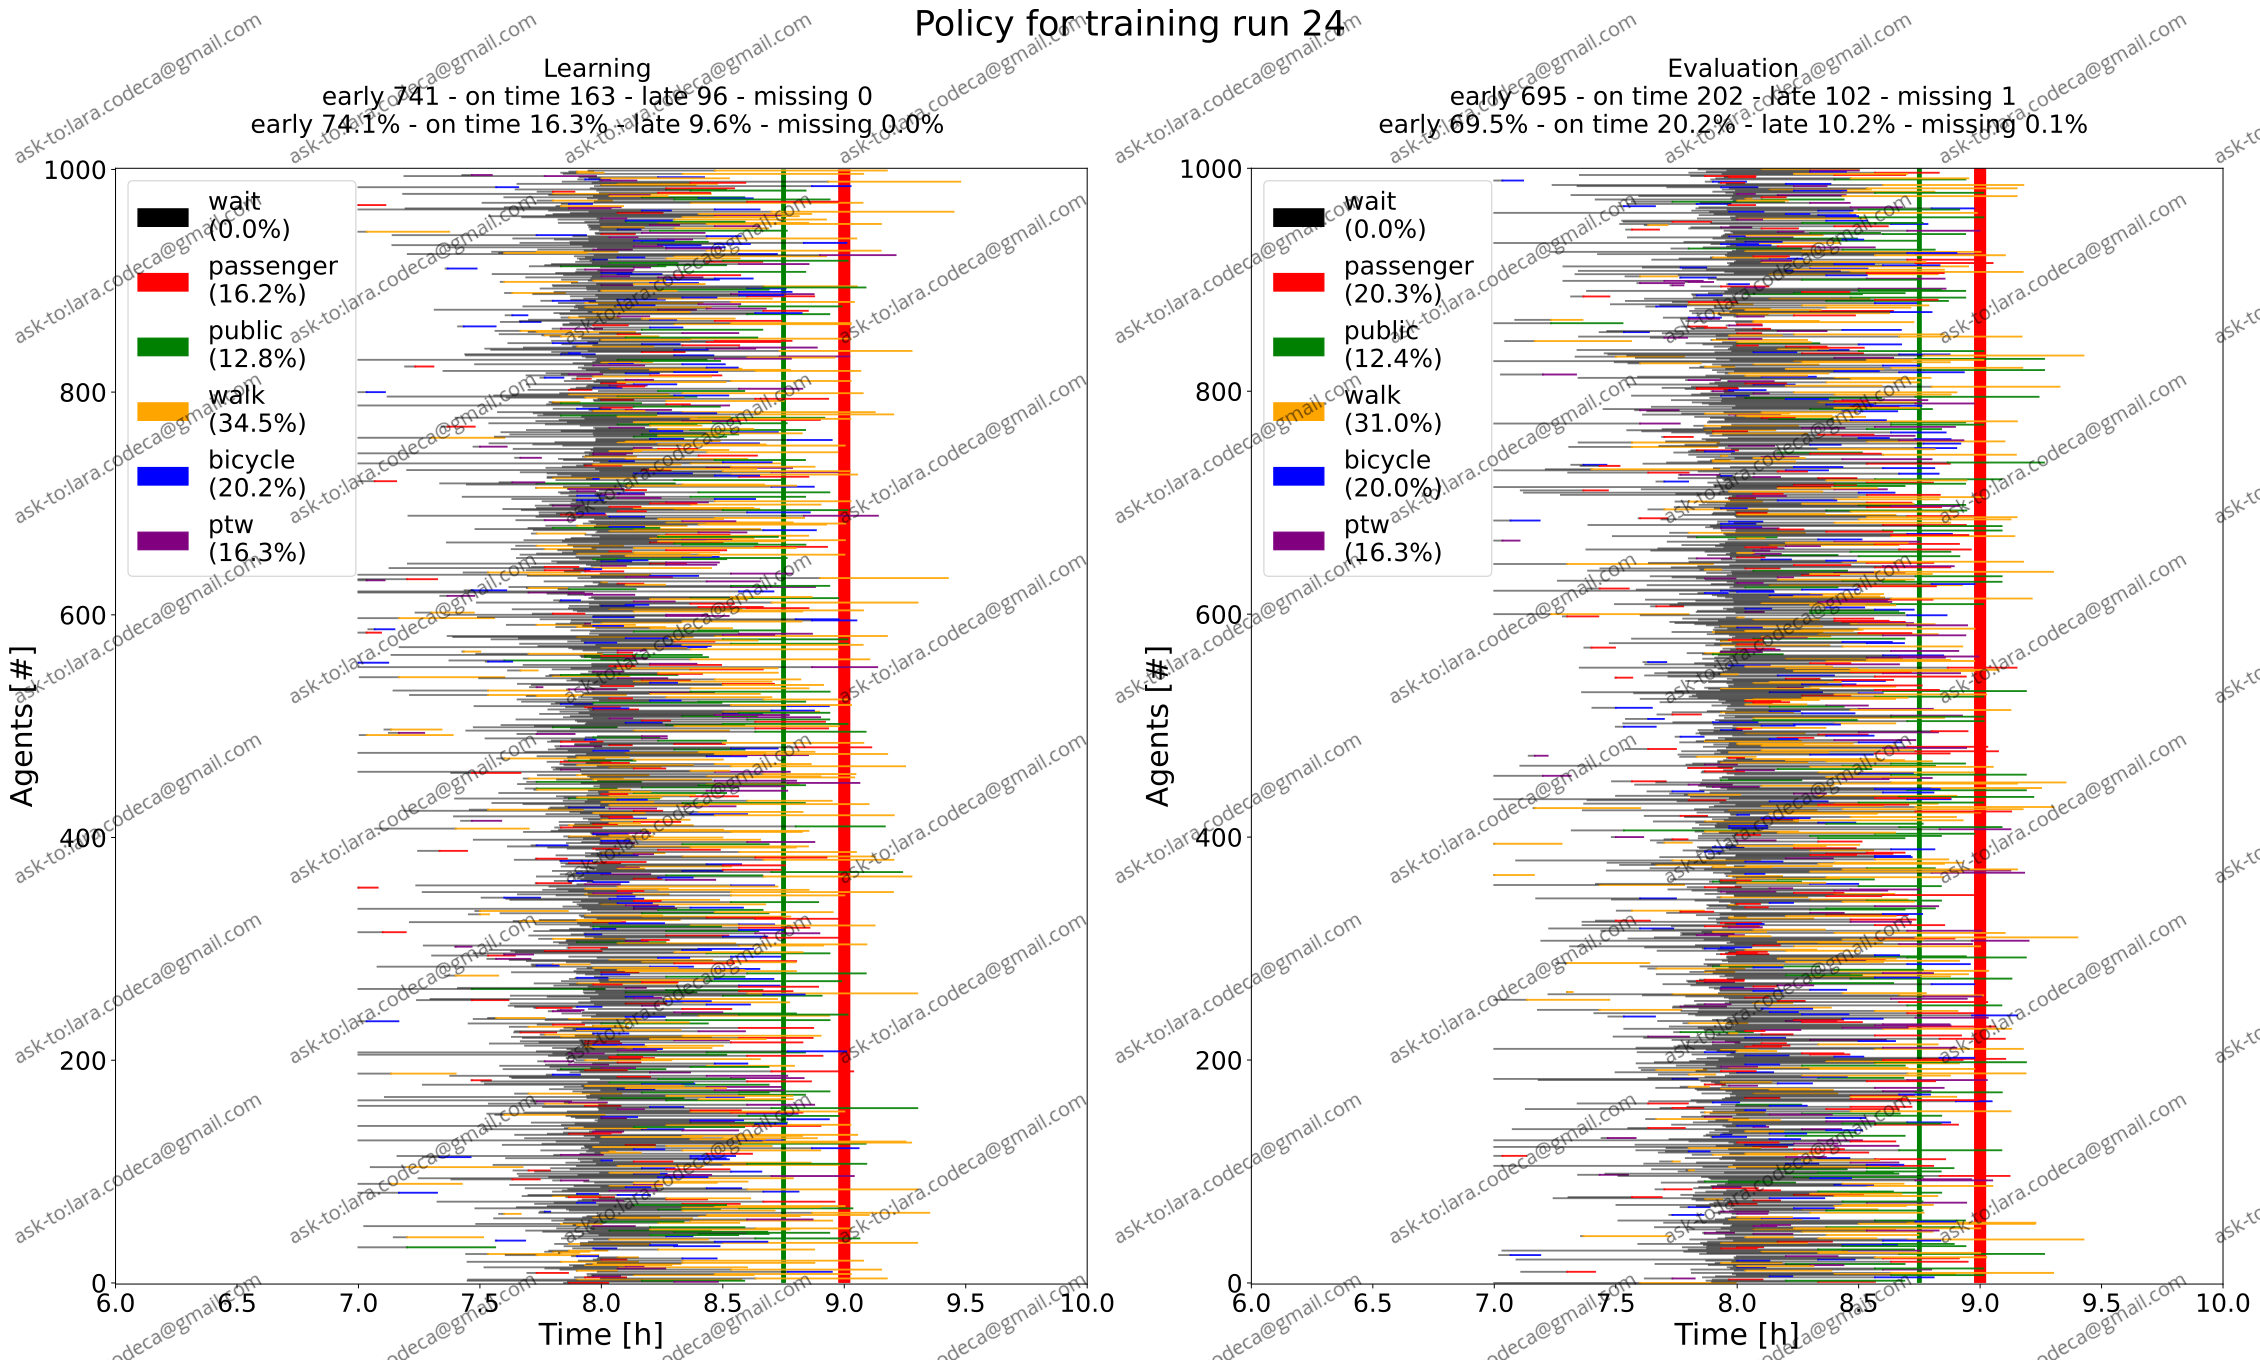 Policy for training run 24
Learning
early 741 - on time 163 - late 96 - missing 0
early 74.1% - on time 16.3% - late 9.6% - missing 0.0%
Agents [#]
1000
800
600
400
200
0
wait
(0.0%)
passenger
(16.2%)
public
(12.8%)
walk
(34.5%)
bicycle
(20.2%)
ptw
(16.3%)
6.0 6.5 7.0 7.5 8.0 8.5 9.0 9.5 10.0
Time [h]
Evaluation
early 695 - on time 202 - late 102 - missing 1
early 69.5% - on time 20.2% - late 10.2% - missing 0.1%
Agents [#]
1000
800
600
400
200
0
wait
(0.0%)
passenger
(20.3%)
public
(12.4%)
walk
(31.0%)
bicycle
(20.0%)
ptw
(16.3%)
6.0 6.5 7.0 7.5 8.0 8.5 9.0 9.5 10.0
Time [h]
ask-to:lara.codeca@gmail.com